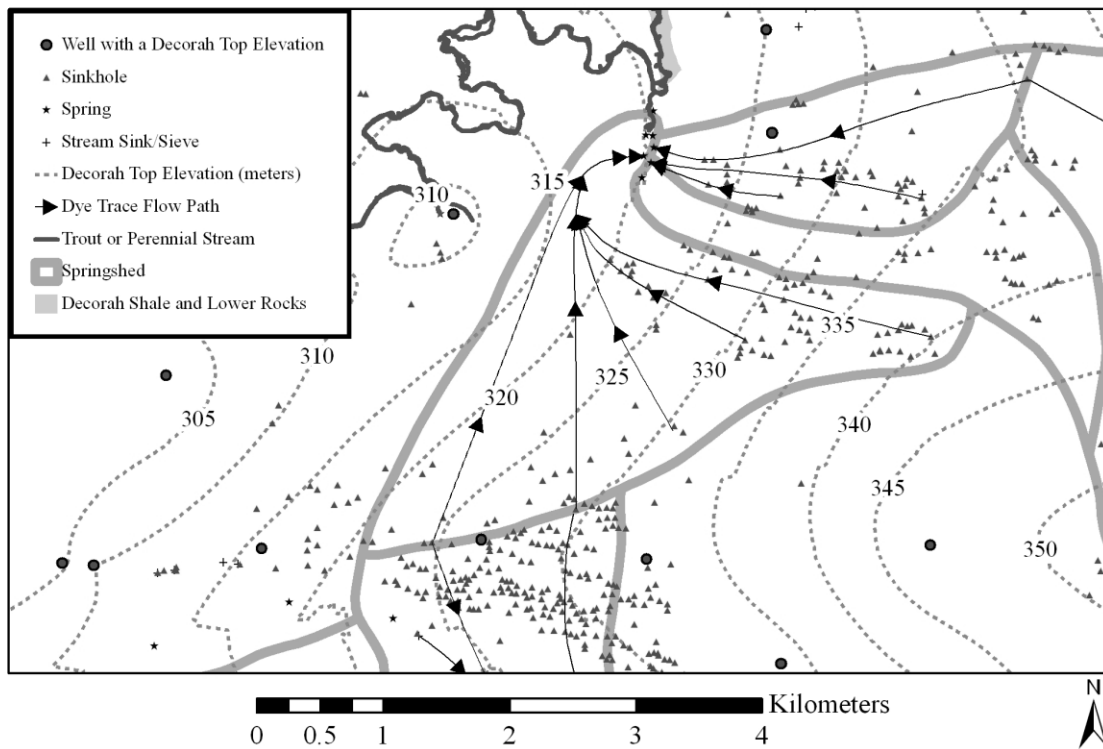 Well with a Decorah Top Elevation
Sinkhole
Spring
Stream Sink/Sieve
Decorah Top Elevation (meters)
Dye Trace Flow Path
Trout or Perennial Stream
Springshed
Decorah Shale and Lower Rocks
310
315
310
335
330
325
320
305
340
345
350
Kilometers
0 0.5 1 2 3 4
N